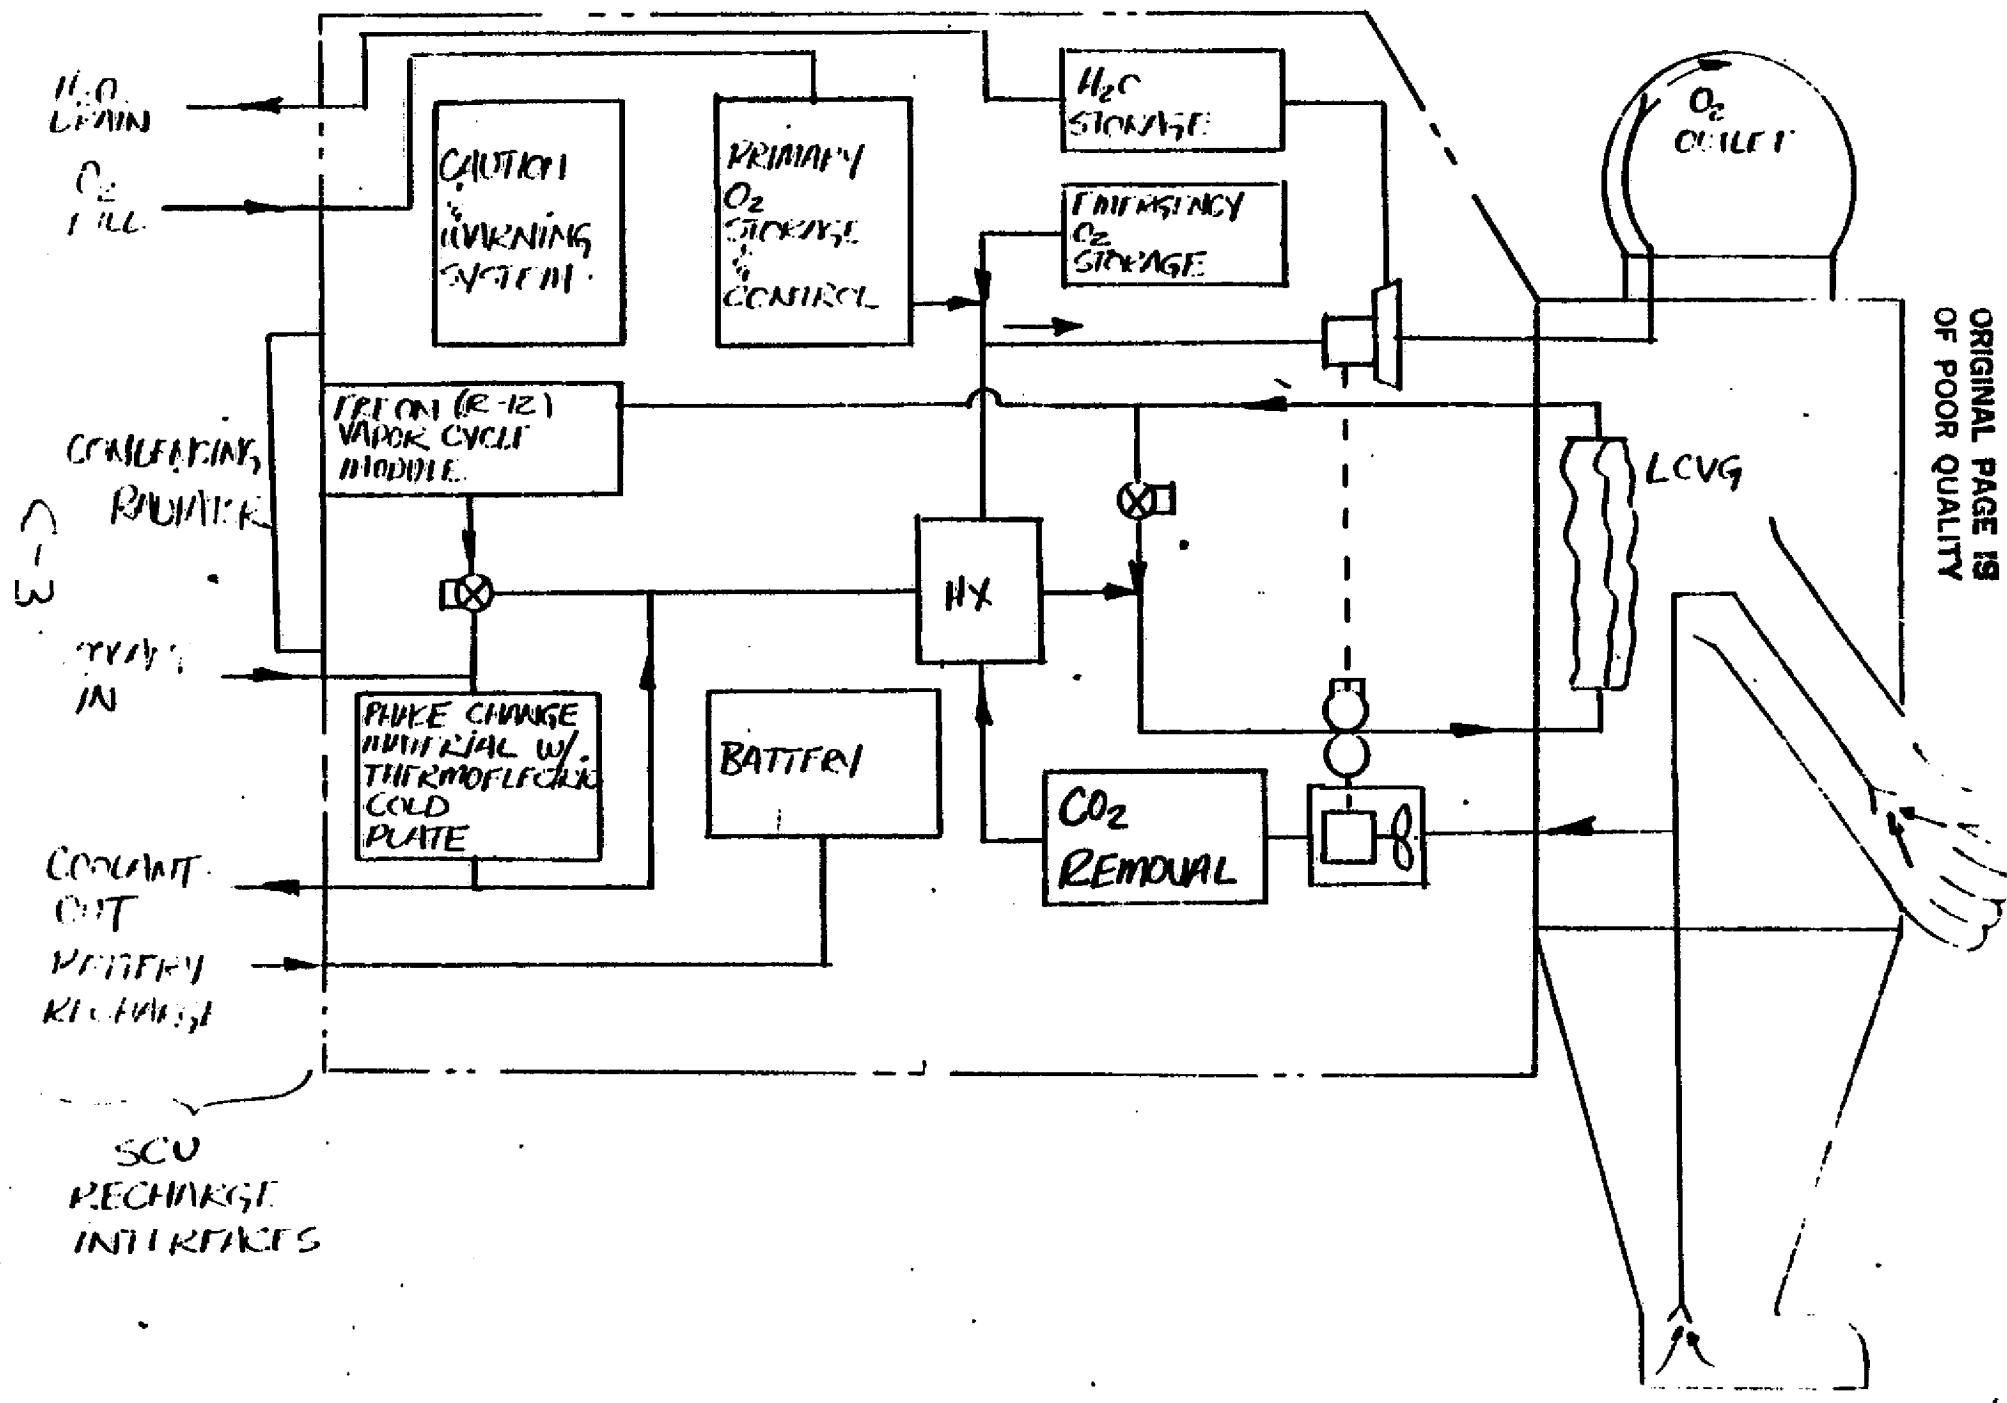 H2O
DRAIN
O2
FILL
CAUTION
&
WARNING
SYSTEM
PRIMARY
O2
STORAGE
&
CONTROL
H2O
STORAGE
EMERGENCY
O2
STORAGE
O2
OUTLET
ORIGINAL PAGE IS
OF POOR QUALITY
FREON (R-12)
VAPOR CYCLE
MODULE
CONDENSING
RADIATOR
C-3
LCVG
HX
IN
PHASE CHANGE
MATERIAL W/
THERMOELECTRIC
COLD
PLATE
BATTERY
CO2
REMOVAL
COOLANT
OUT
BATTERY
RECHARGE
SCU
RECHARGE
INTERFACES